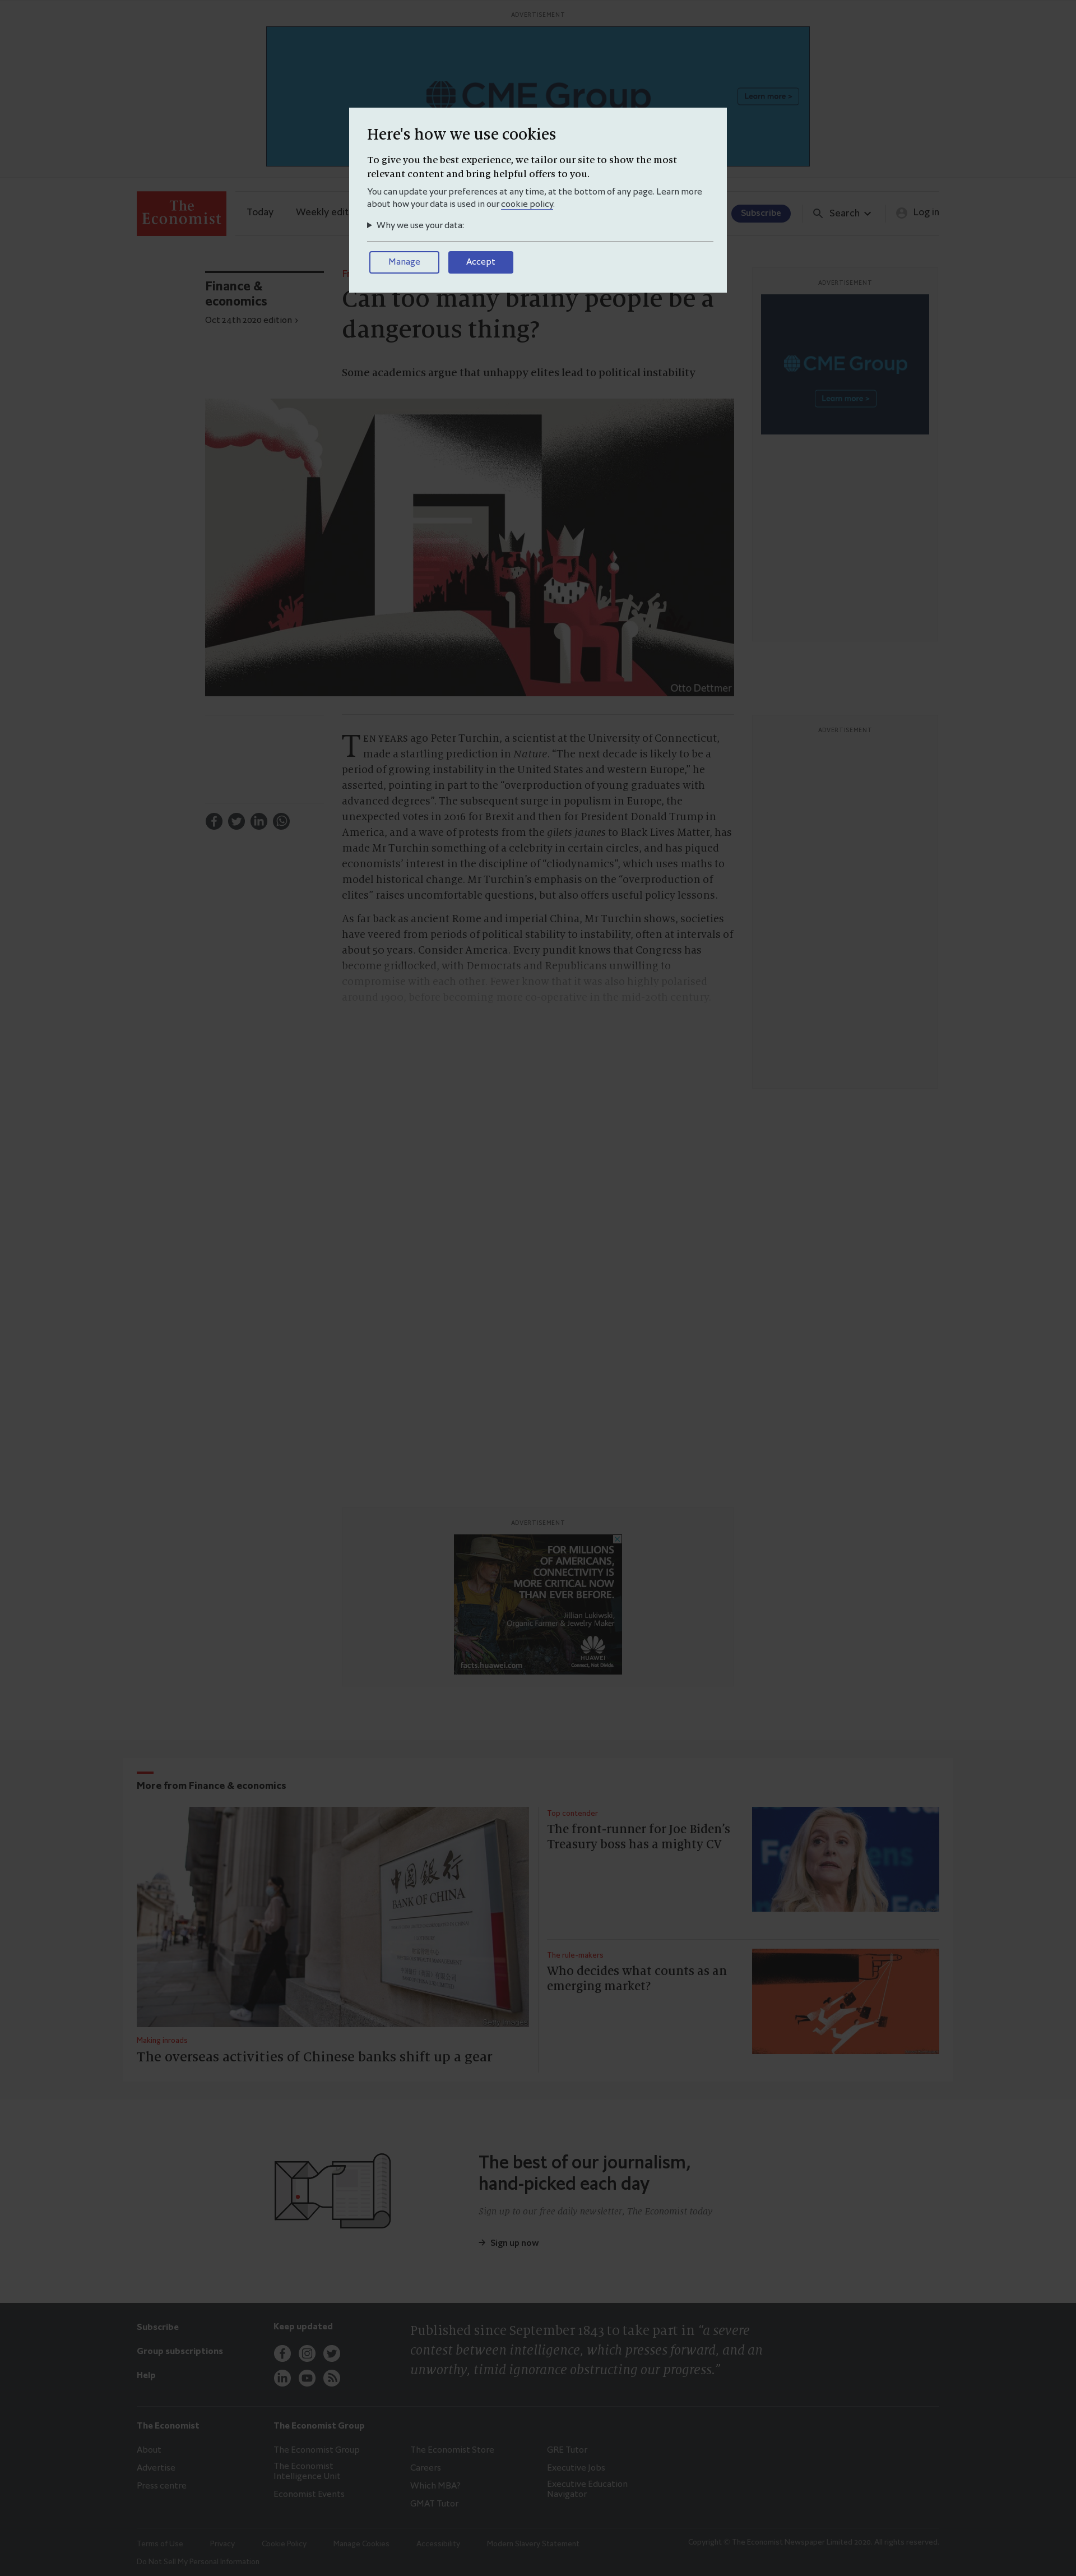 ADVERTISEMENT
CME Group
Learn more >
Here's how we use cookies
To give you the best experience, we tailor our site to show the most
relevant content and bring helpful offers to you.
You can update your preferences at any time, at the bottom of any page. Learn more
about how your data is used in our cookie policy.
Why we use your data:
Manage
Accept
The
Economist
Today
Weekly edit
Subscribe
Search
Log in
Finance &
economics
Oct 24th 2020 edition
Can too many brainy people be a
dangerous thing?
Some academics argue that unhappy elites lead to political instability
ADVERTISEMENT
CME Group
Learn more >
Otto Dettmer
TEN YEARS ago Peter Turchin, a scientist at the University of Connecticut,
made a startling prediction in Nature. “The next decade is likely to be a
period of growing instability in the United States and western Europe,” he
asserted, pointing in part to the “overproduction of young graduates with
advanced degrees”. The subsequent surge in populism in Europe, the
unexpected votes in 2016 for Brexit and then for President Donald Trump in
America, and a wave of protests from the gilets jaunes to Black Lives Matter, has
made Mr Turchin something of a celebrity in certain circles, and has piqued
economists’ interest in the discipline of “cliodynamics”, which uses maths to
model historical change. Mr Turchin’s emphasis on the “overproduction of
elites” raises uncomfortable questions, but also offers useful policy lessons.
As far back as ancient Rome and imperial China, Mr Turchin shows, societies
have veered from periods of political stability to instability, often at intervals of
about 50 years. Consider America. Every pundit knows that Congress has
become gridlocked, with Democrats and Republicans unwilling to
compromise with each other. Fewer know that it was also highly polarised
around 1900, before becoming more co-operative in the mid-20th century.
ADVERTISEMENT
ADVERTISEMENT
FOR MILLIONS
OF AMERICANS,
CONNECTIVITY IS
MORE CRITICAL NOW
THAN EVER BEFORE.
Jillian Lukiwski,
Organic Farmer & Jewelry Maker
HUAWEI
facts.huawei.com
More from Finance & economics
中国银行
BANK OF CHINA
Making inroads
The overseas activities of Chinese banks shift up a gear
Top contender
The front-runner for Joe Biden’s
Treasury boss has a mighty CV
The rule-makers
Who decides what counts as an
emerging market?
The best of our journalism,
hand-picked each day
Sign up to our free daily newsletter, The Economist today
Sign up now
Subscribe
Group subscriptions
Help
Keep updated
Published since September 1843 to take part in “a severe
contest between intelligence, which presses forward, and an
unworthy, timid ignorance obstructing our progress.”
The Economist
About
Advertise
Press centre
The Economist Group
The Economist Group
The Economist
Intelligence Unit
Economist Events
The Economist Store
Careers
Which MBA?
GMAT Tutor
GRE Tutor
Executive Jobs
Executive Education
Navigator
Terms of Use
Privacy
Cookie Policy
Manage Cookies
Accessibility
Modern Slavery Statement
Do Not Sell My Personal Information
Copyright © The Economist Newspaper Limited 2020. All rights reserved.